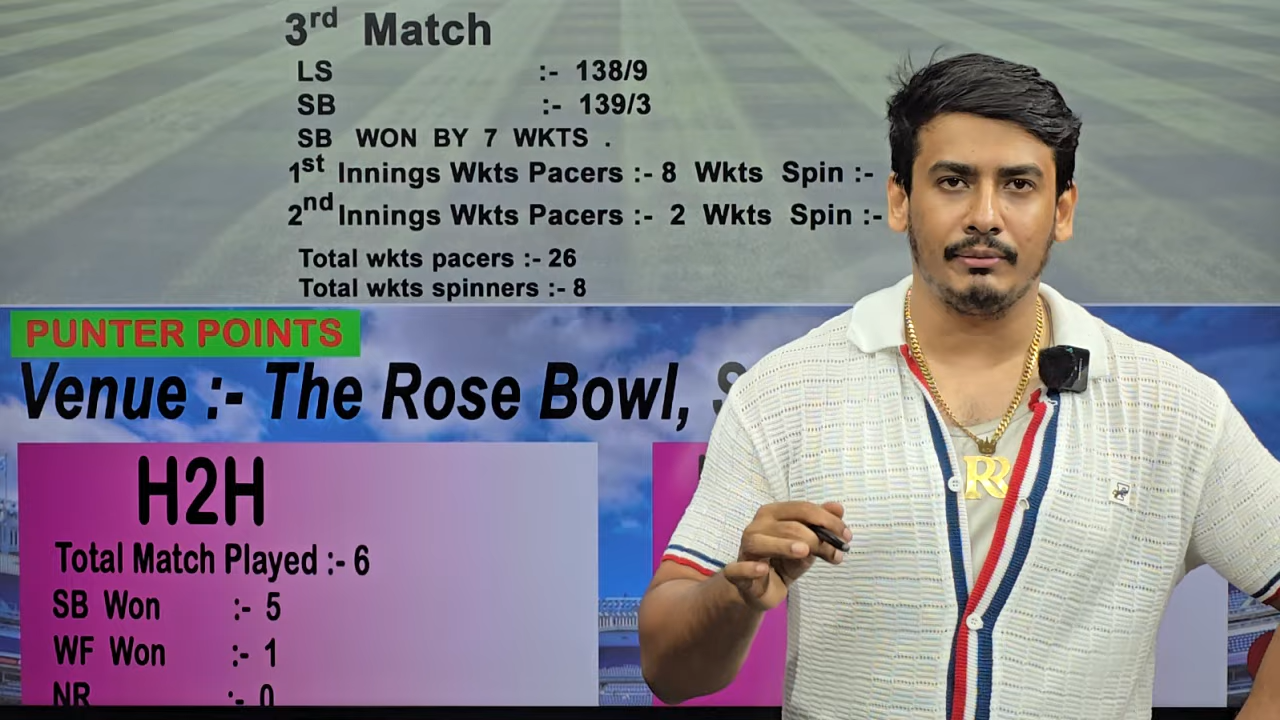 3rd Match
LS :- 138/9
SB :- 139/3
SB WON BY 7 WKTS .
1st Innings Wkts Pacers :- 8 Wkts Spin :-
2nd Innings Wkts Pacers :- 2 Wkts Spin :-
Total wkts pacers :- 26
Total wkts spinners :- 8
PUNTER POINTS
Venue :- The Rose Bowl,
H2H
Total Match Played :- 6
SB Won :- 5
WF Won :- 1
NR :- 0
RR